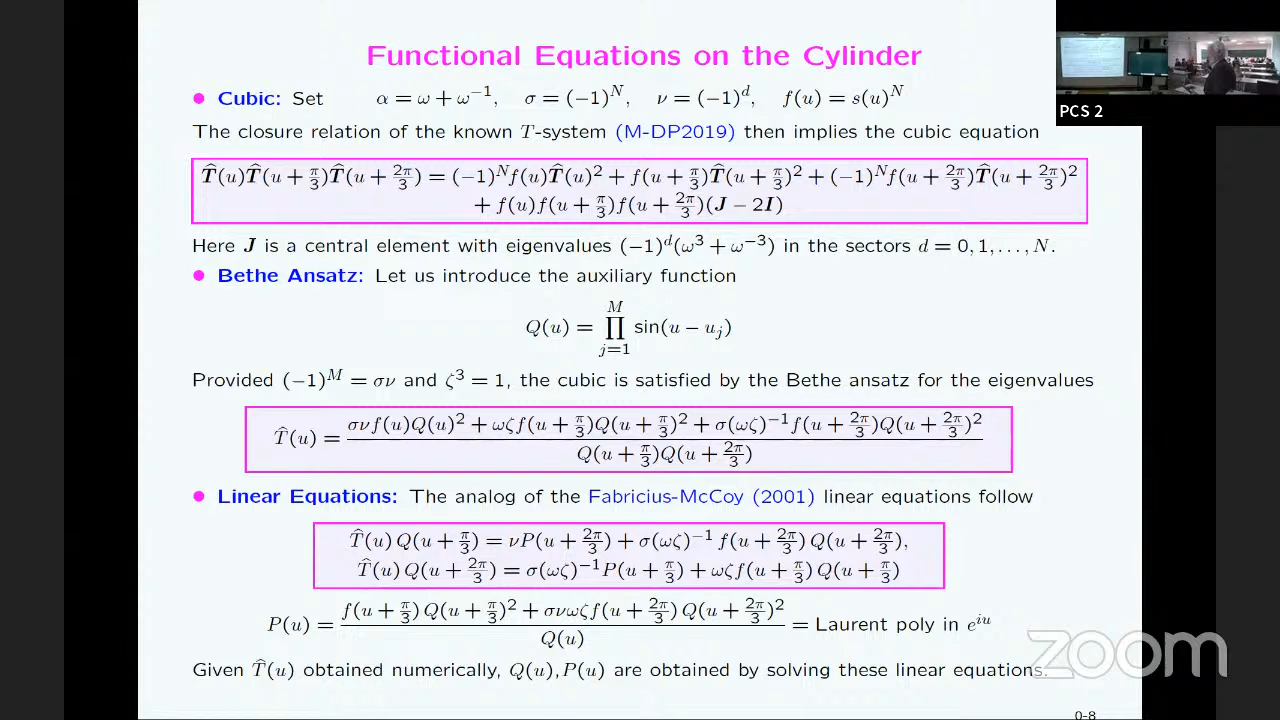 Functional Equations on the Cylinder
● Cubic: Set α = ω + ω⁻¹, σ = (−1)ᴺ, ν = (−1)ᵈ, f(u) = s(u)ᴺ
The closure relation of the known T-system (M-DP2019) then implies the cubic equation
T̂(u)T̂(u + π/3)T̂(u + 2π/3) = (−1)ᴺf(u)T̂(u)² + f(u + π/3)T̂(u + π/3)² + (−1)ᴺf(u + 2π/3)T̂(u + 2π/3)²
+ f(u)f(u + π/3)f(u + 2π/3)(J − 2I)
Here J is a central element with eigenvalues (−1)ᵈ(ω³ + ω⁻³) in the sectors d = 0, 1, . . . , N.
● Bethe Ansatz: Let us introduce the auxiliary function
Q(u) = ∏_{j=1}^{M} sin(u − u_j)
Provided (−1)ᴹ = σν and ζ³ = 1, the cubic is satisfied by the Bethe ansatz for the eigenvalues
T̂(u) = (σνf(u)Q(u)² + ωζf(u + π/3)Q(u + π/3)² + σ(ωζ)⁻¹f(u + 2π/3)Q(u + 2π/3)²) / (Q(u + π/3)Q(u + 2π/3))
● Linear Equations: The analog of the Fabricius-McCoy (2001) linear equations follow
T̂(u) Q(u + π/3) = νP(u + 2π/3) + σ(ωζ)⁻¹ f(u + 2π/3) Q(u + 2π/3),
T̂(u) Q(u + 2π/3) = σ(ωζ)⁻¹P(u + π/3) + ωζf(u + π/3) Q(u + π/3)
P(u) = (f(u + π/3) Q(u + π/3)² + σνωζf(u + 2π/3) Q(u + 2π/3)²) / Q(u) = Laurent poly in eⁱᵘ
Given T̂(u) obtained numerically, Q(u), P(u) are obtained by solving these linear equations.
0-8
PCS 2
zoom